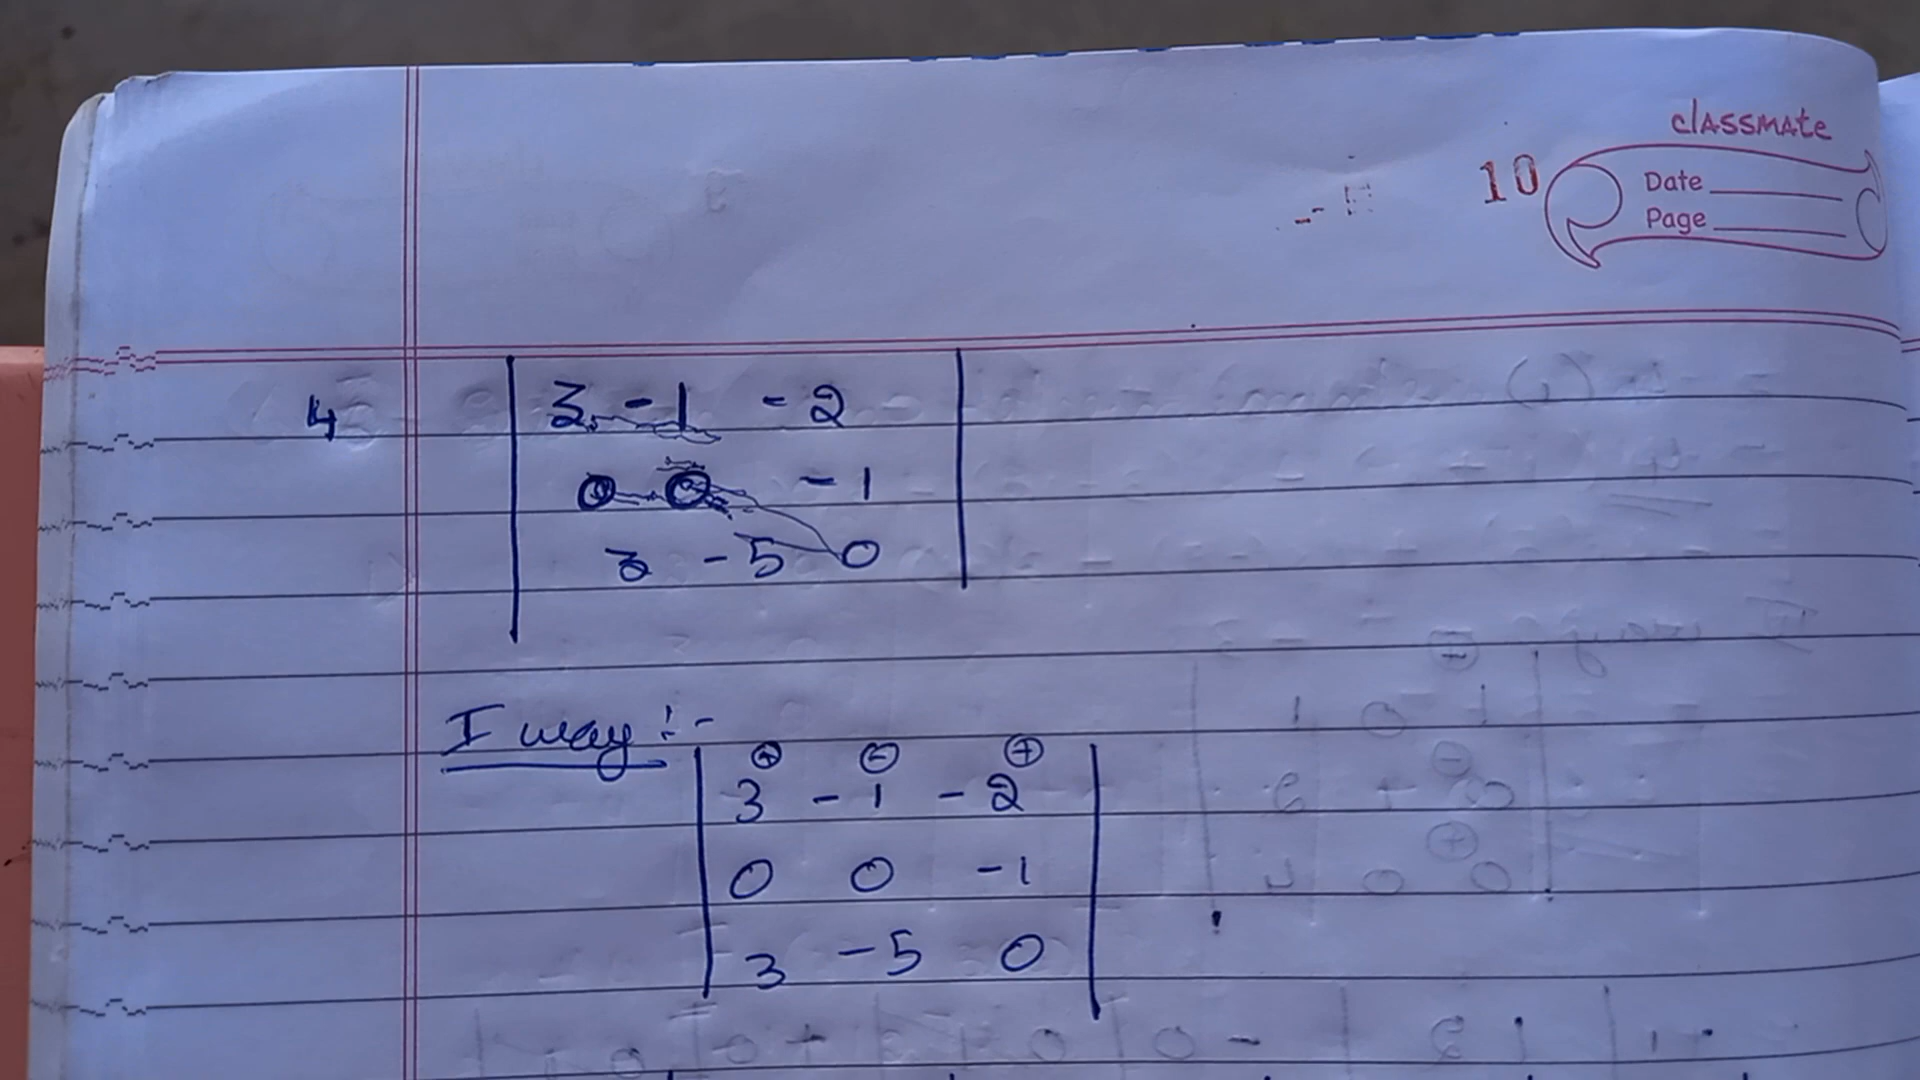 classmate
10
Date
Page
4
3 -1 -2
0 0 -1
3 -5 0
I way :-
⊕ ⊖ ⊕
3 -1 -2
0 0 -1
3 -5 0